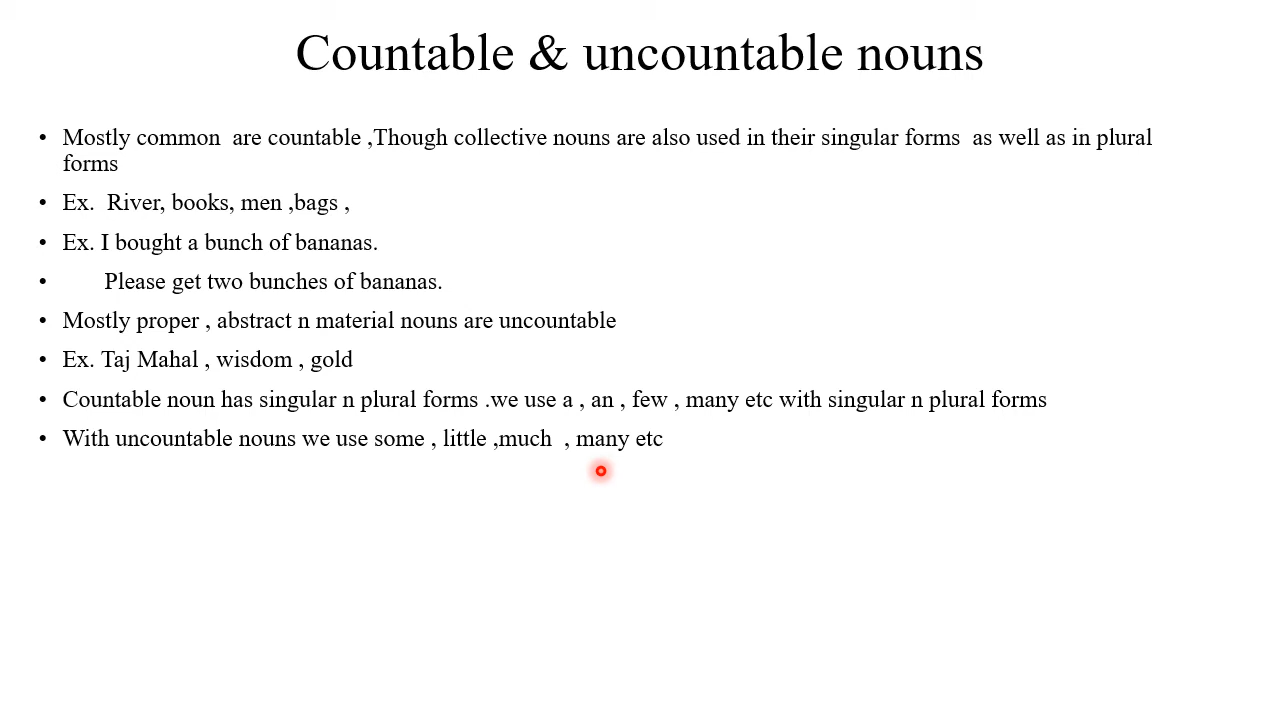 Countable & uncountable nouns
• Mostly common  are countable ,Though collective nouns are also used in their singular forms  as well as in plural
forms
• Ex.  River, books, men ,bags ,
• Ex. I bought a bunch of bananas.
• Please get two bunches of bananas.
• Mostly proper , abstract n material nouns are uncountable
• Ex. Taj Mahal , wisdom , gold
• Countable noun has singular n plural forms .we use a , an , few , many etc with singular n plural forms
• With uncountable nouns we use some , little ,much  , many etc